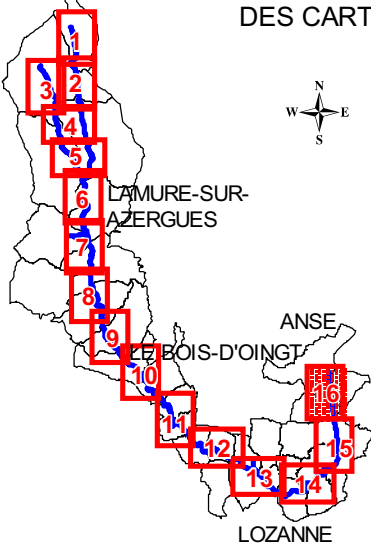 DES CART
1
N
2
3
W E
S
4
5
6
LAMURE-SUR-
AZERGUES
7
8
ANSE
9
LE BOIS-D'OINGT
10
16
11
12
15
13
14
LOZANNE